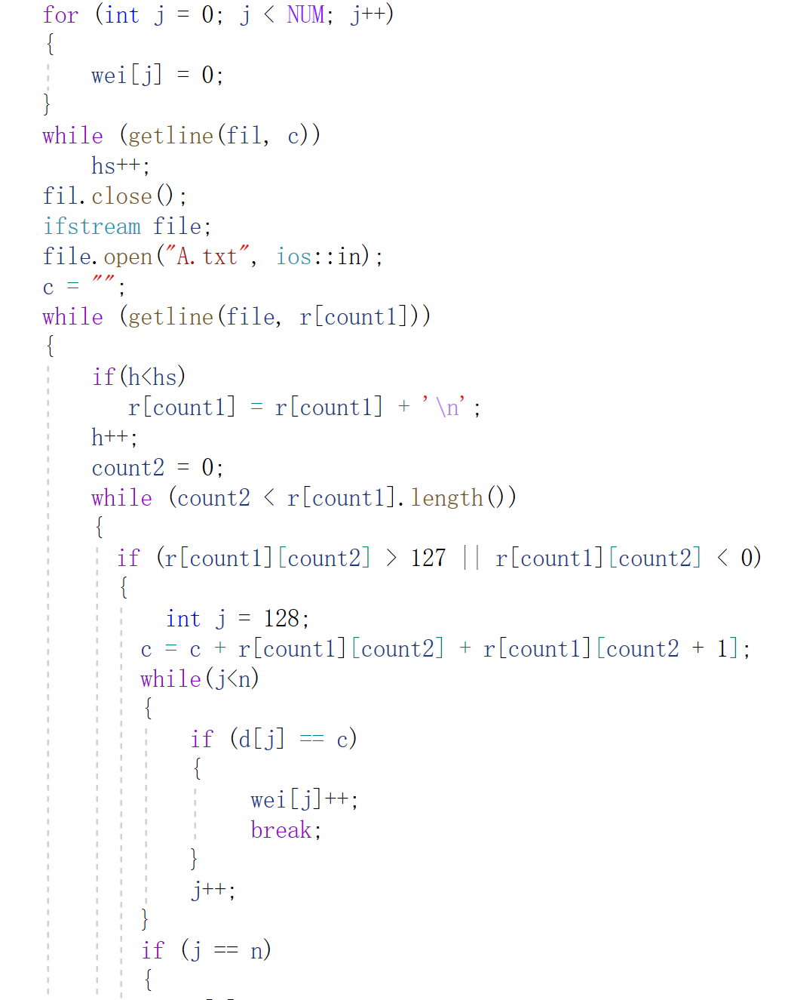 for (int j = 0; j < NUM; j++)
{
    wei[j] = 0;
}
while (getline(fil, c))
    hs++;
fil.close();
ifstream file;
file.open("A.txt", ios::in);
c = "";
while (getline(file, r[count1]))
{
    if(h<hs)
       r[count1] = r[count1] + '\n';
    h++;
    count2 = 0;
    while (count2 < r[count1].length())
    {
      if (r[count1][count2] > 127 || r[count1][count2] < 0)
      {
          int j = 128;
        c = c + r[count1][count2] + r[count1][count2 + 1];
        while(j<n)
        {
            if (d[j] == c)
            {
                 wei[j]++;
                 break;
            }
            j++;
        }
        if (j == n)
        {